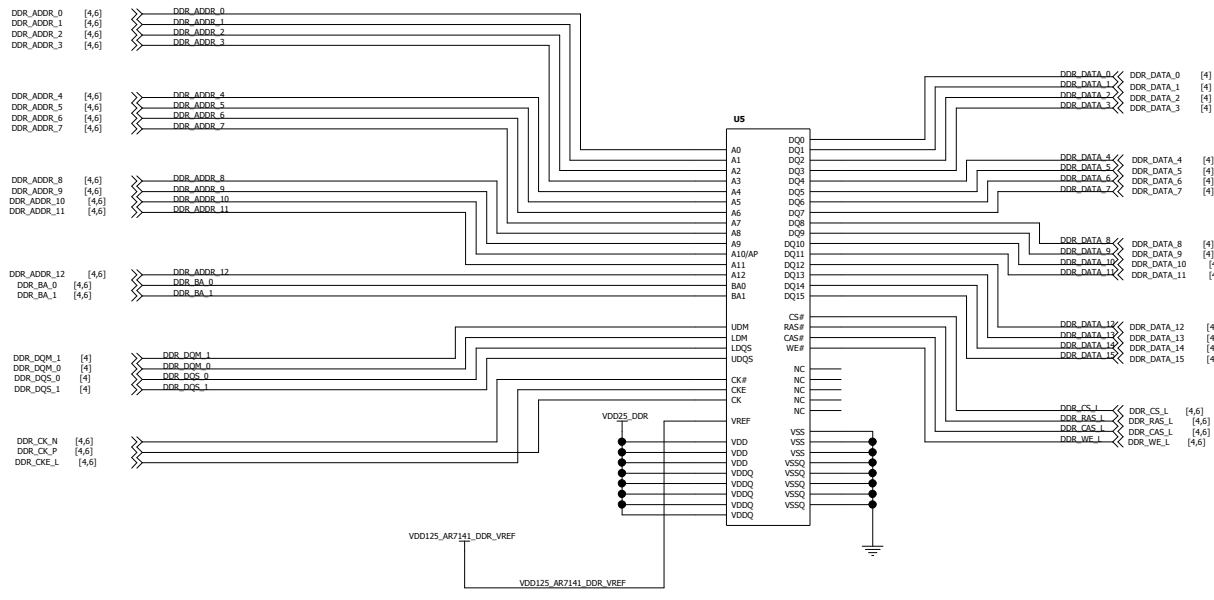 DDR_ADDR_0 [4,6] DDR_ADDR_0
DDR_ADDR_1 [4,6] DDR_ADDR_1
DDR_ADDR_2 [4,6] DDR_ADDR_2
DDR_ADDR_3 [4,6] DDR_ADDR_3
DDR_ADDR_4 [4,6] DDR_ADDR_4
DDR_ADDR_5 [4,6] DDR_ADDR_5
DDR_ADDR_6 [4,6] DDR_ADDR_6
DDR_ADDR_7 [4,6] DDR_ADDR_7
DDR_ADDR_8 [4,6] DDR_ADDR_8
DDR_ADDR_9 [4,6] DDR_ADDR_9
DDR_ADDR_10 [4,6] DDR_ADDR_10
DDR_ADDR_11 [4,6] DDR_ADDR_11
DDR_ADDR_12 [4,6] DDR_ADDR_12
DDR_BA_0 [4,6] DDR_BA_0
DDR_BA_1 [4,6] DDR_BA_1
DDR_DQM_1 [4] DDR_DQM_1
DDR_DQM_0 [4] DDR_DQM_0
DDR_DQS_0 [4] DDR_DQS_0
DDR_DQS_1 [4] DDR_DQS_1
DDR_CK_N [4,6]
DDR_CK_P [4,6]
DDR_CKE_L [4,6]
VDD25_DDR
VDD125_AR7141_DDR_VREF
VDD125_AR7141_DDR_VREF
U5
A0
A1
A2
A3
A4
A5
A6
A7
A8
A9
A10/AP
A11
A12
BA0
BA1
UDM
LDM
LDQS
UDQS
CK#
CKE
CK
VREF
VDD
VDD
VDD
VDDQ
VDDQ
VDDQ
VDDQ
VDDQ
DQ0
DQ1
DQ2
DQ3
DQ4
DQ5
DQ6
DQ7
DQ8
DQ9
DQ10
DQ11
DQ12
DQ13
DQ14
DQ15
CS#
RAS#
CAS#
WE#
NC
NC
NC
NC
NC
VSS
VSS
VSS
VSSQ
VSSQ
VSSQ
VSSQ
VSSQ
DDR_DATA_0 DDR_DATA_0 [4]
DDR_DATA_1 DDR_DATA_1 [4]
DDR_DATA_2 DDR_DATA_2 [4]
DDR_DATA_3 DDR_DATA_3 [4]
DDR_DATA_4 DDR_DATA_4 [4]
DDR_DATA_5 DDR_DATA_5 [4]
DDR_DATA_6 DDR_DATA_6 [4]
DDR_DATA_7 DDR_DATA_7 [4]
DDR_DATA_8 DDR_DATA_8 [4]
DDR_DATA_9 DDR_DATA_9 [4]
DDR_DATA_10 DDR_DATA_10
DDR_DATA_11 DDR_DATA_11
DDR_DATA_12 DDR_DATA_12
DDR_DATA_13 DDR_DATA_13
DDR_DATA_14 DDR_DATA_14
DDR_DATA_15 DDR_DATA_15
DDR_CS_L DDR_CS_L [4,6]
DDR_RAS_L DDR_RAS_L [4,6]
DDR_CAS_L DDR_CAS_L [4,6]
DDR_WE_L DDR_WE_L [4,6]